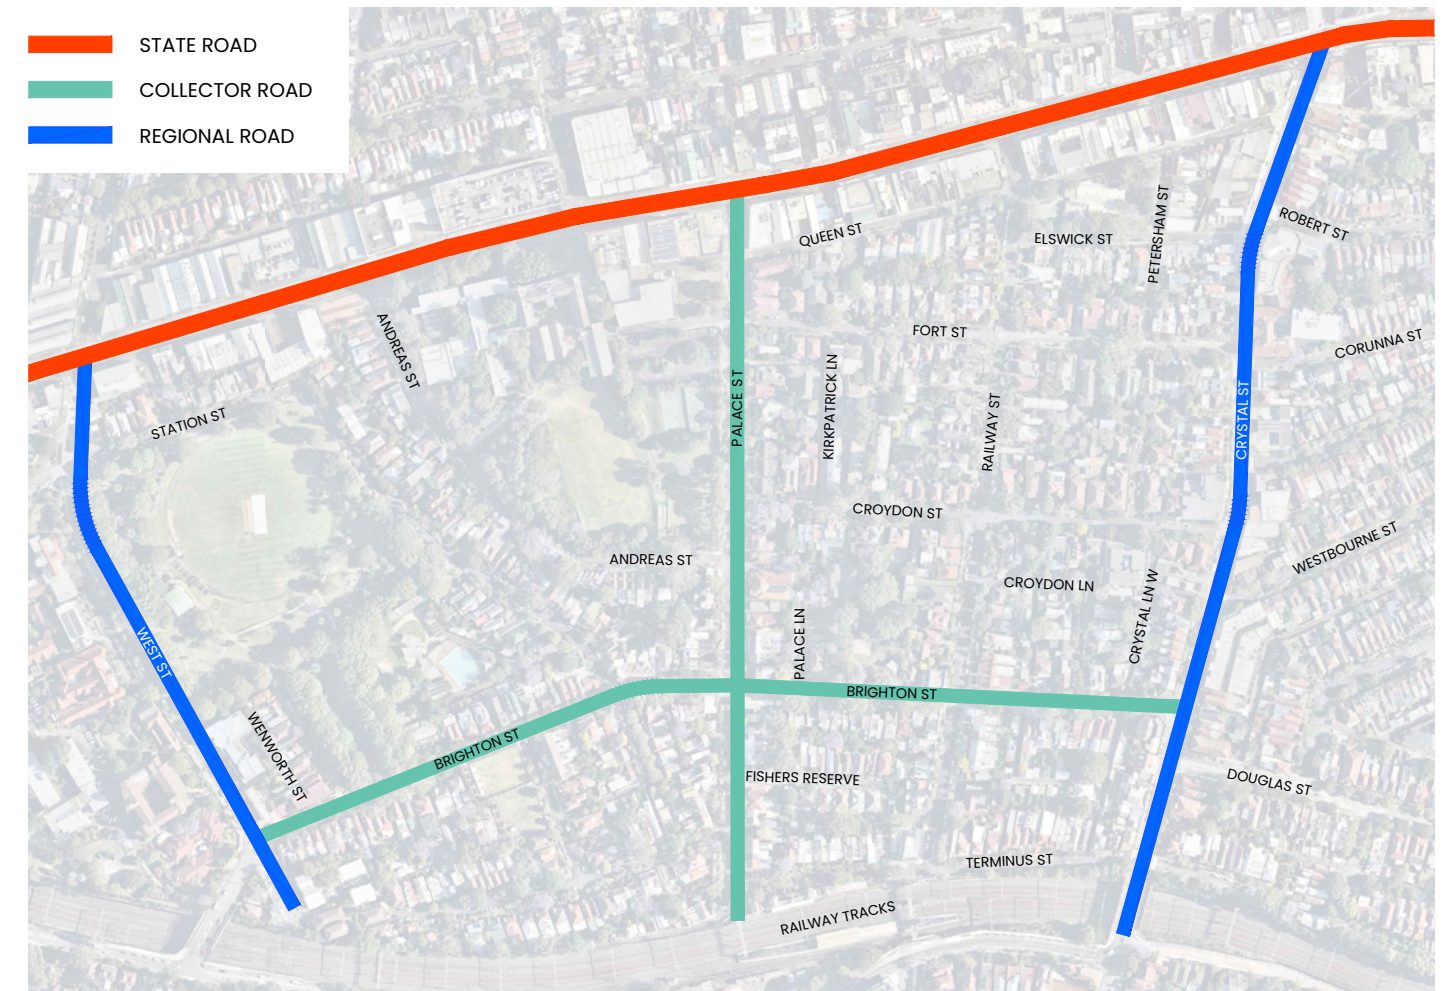 STATE ROAD
COLLECTOR ROAD
REGIONAL ROAD
PETERSHAM ST
ROBERT ST
QUEEN ST
ELSWICK ST
ANDREAS ST
FORT ST
CORUNNA ST
PALACE ST
KIRKPATRICK LN
RAILWAY ST
CRYSTAL ST
STATION ST
CROYDON ST
WESTBOURNE ST
ANDREAS ST
CROYDON LN
CRYSTAL LN W
WEST ST
PALACE LN
BRIGHTON ST
WENWORTH ST
BRIGHTON ST
FISHERS RESERVE
DOUGLAS ST
TERMINUS ST
RAILWAY TRACKS